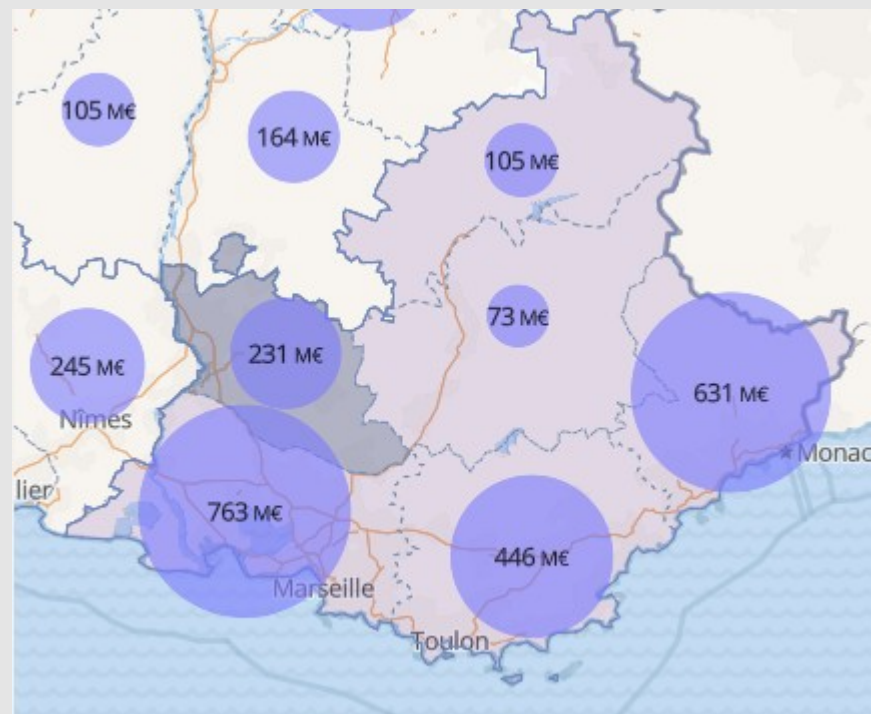 105 M€
164 M€
105 M€
73 M€
231 M€
245 M€
631 M€
Nîmes
Monac
lier
763 M€
446 M€
Marseille
Toulon